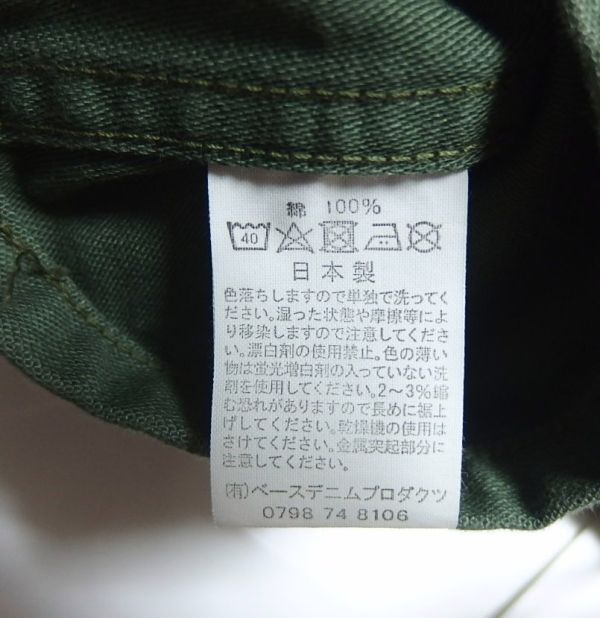 綿 100%
40
日本製
色落ちしますので単独で洗ってく
ださい。湿った状態や摩擦等によ
り移染しますので注意してくださ
い。漂白剤の使用禁止。色の薄い
物は蛍光増白剤の入っていない洗
剤を使用してください。2～3%縮
む恐れがありますので長めに裾上
げしてください。乾燥機の使用は
さけてください。金属突起部分に
注意してください。
(有)ベースデニムプロダクツ
0798 74 8106